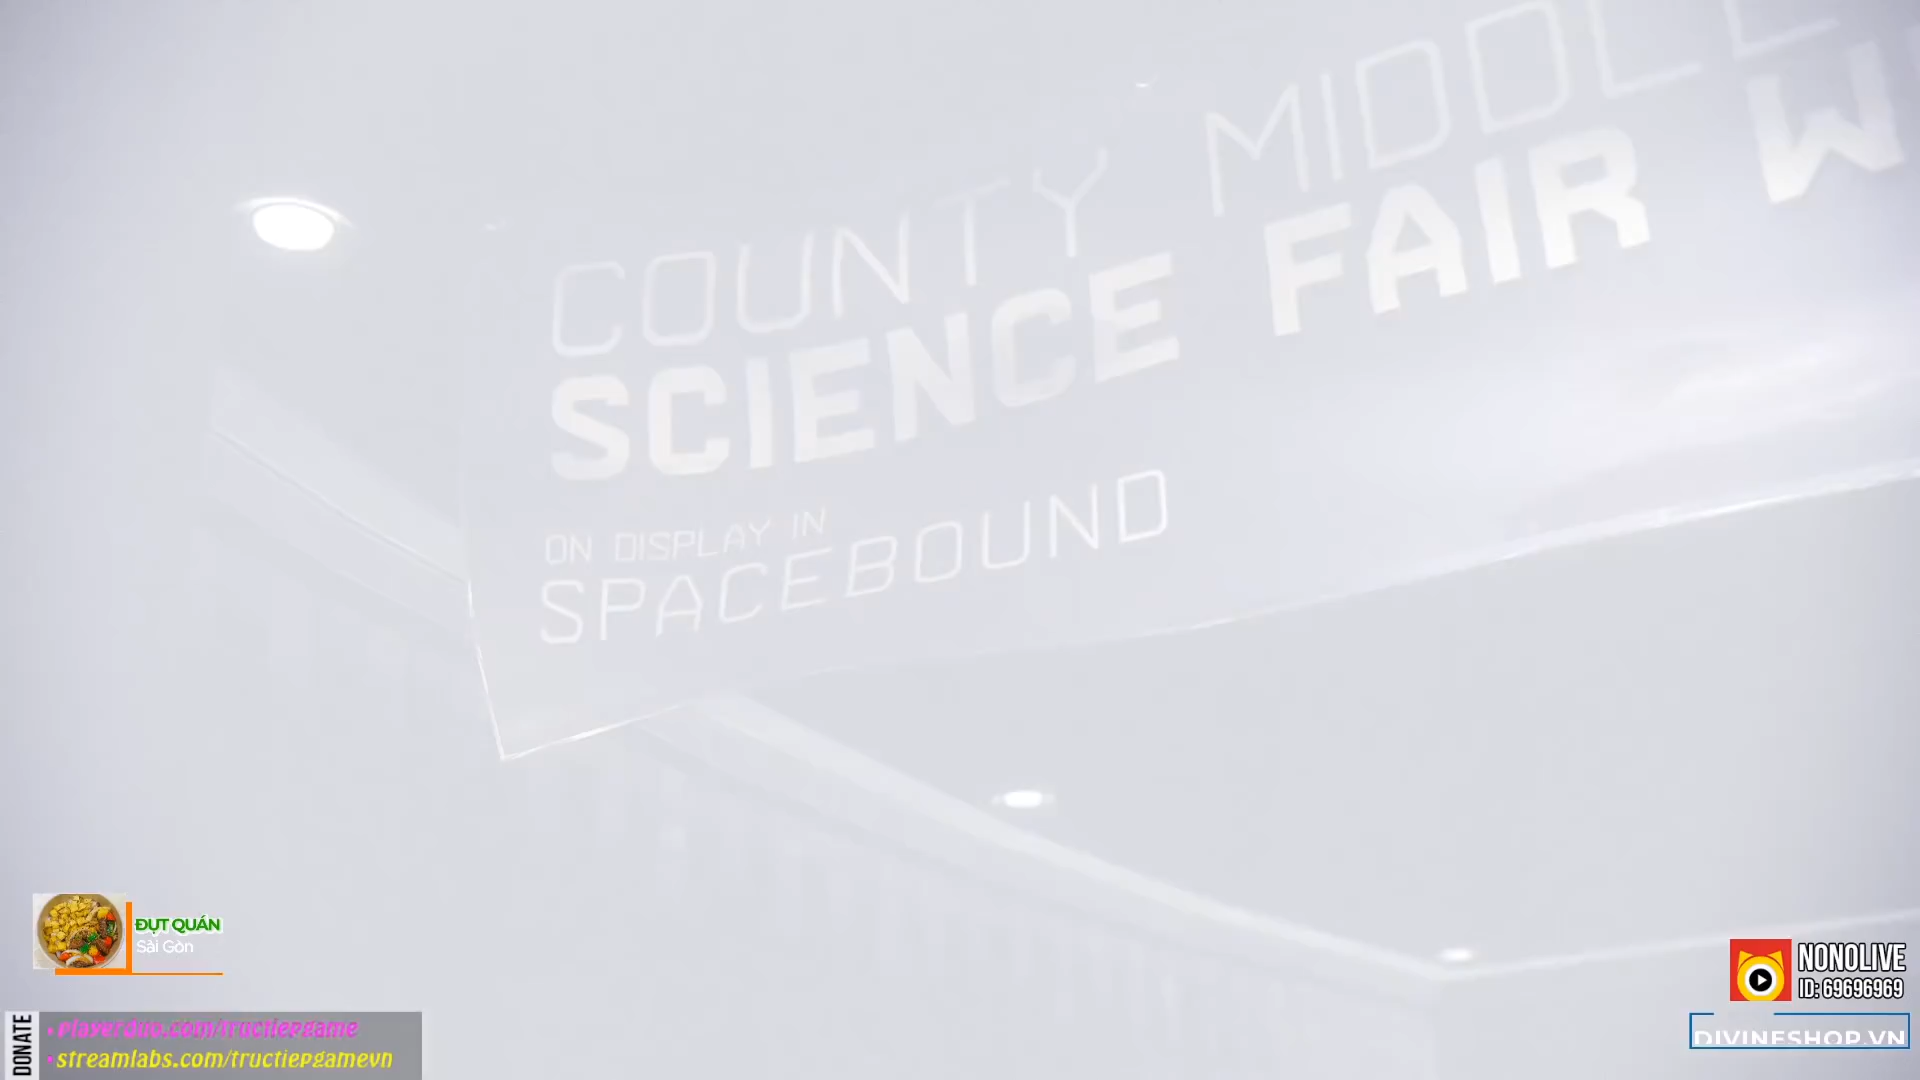 COUNTY MIDDLE
SCIENCE FAIR W
ON DISPLAY IN
SPACEBOUND
ĐỤT QUÁN
Sài Gòn
DONATE
• playerduo.com/tructiepgame
• streamlabs.com/tructiepgamevn
NONOLIVE
ID: 69696969
DIVINESHOP.VN